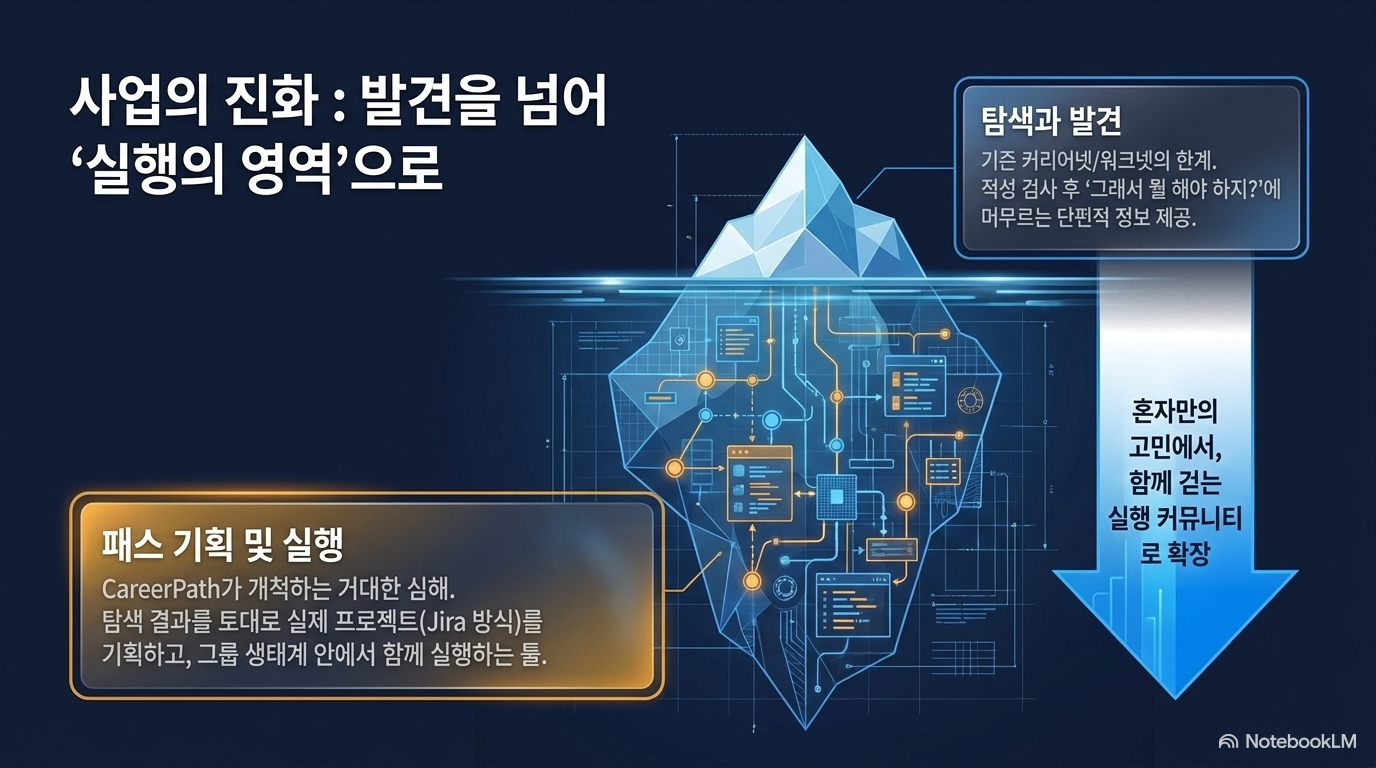 사업의 진화 : 발견을 넘어
‘실행의 영역’으로
탐색과 발견
기즌 커리어넷/워크넷의 한계.
적성 검사 후 ‘그래서 뭘 해야 하지?’에
머무르는 단편적 정보 제공.
혼자만의
고민에서,
함께 걷는
실행 커뮤니티
로 확장
패스 기획 및 실행
CareerPath가 개척하는 거대한 심해.
탐색 결과를 토대로 실제 프로젝트(Jira 방식)를
기획하고, 그룹 생태계 안에서 함께 실행하는 툴.
NotebookLM